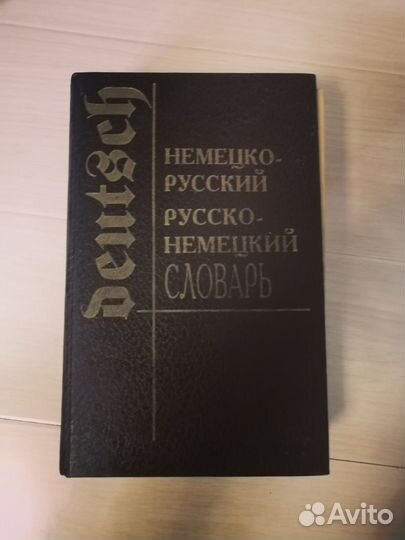 deutsch
НЕМЕЦКО-
РУССКИЙ
РУССКО-
НЕМЕЦКИЙ
СЛОВАРЬ
Avito